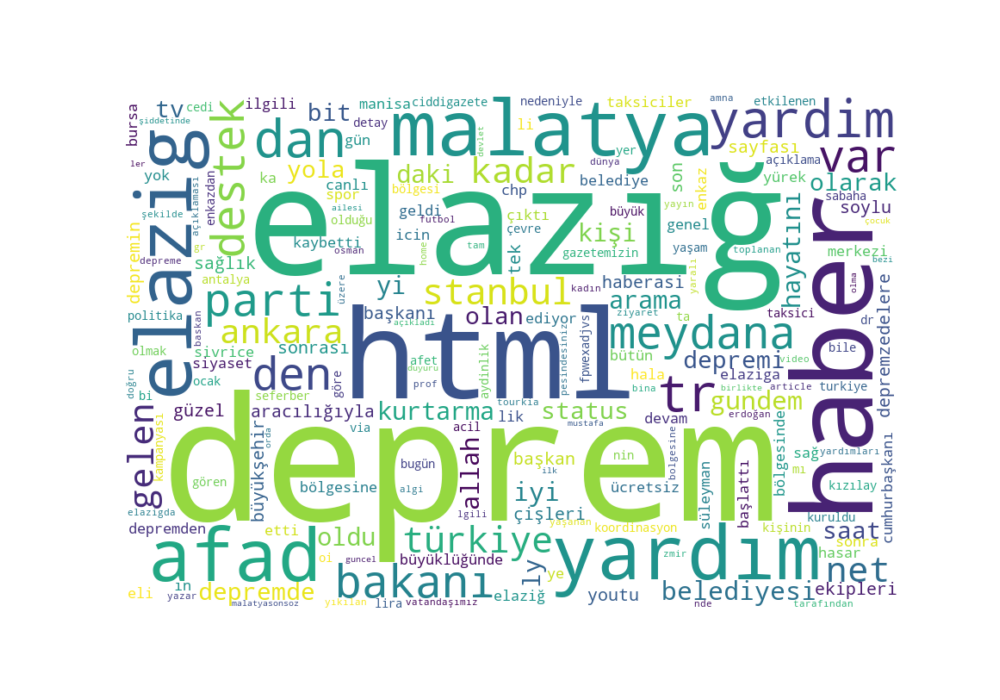 elazığ
deprem
html
haber
malatya
yardım
yardım
elazig
afad
parti
meydana
destek
dan
den
tr
var
bakanı
türkiye
stanbul
ankara
kadar
gelen
net
iyi
yi
kişi
olan
tv
bit
yola
daki
oldu
depremde
belediyesi
kurtarma
status
gundem
depremi
arama
allah
hayatını
olarak
soylu
saat
ly
çişleri
başkan
büyükşehir
aracılığıyla
güzel
sağlık
sonrası
sivrice
siyaset
başkanı
ediyor
haberasi
bütün
hala
elaziga
devam
lik
tek
son
genel
yaşam
belediye
chp
geldi
icin
canlı
spor
olduğu
kaybetti
gün
detay
manisa
ciddigazete
nedeniyle
taksiciler
amna
etkilenen
ilgili
cedi
şiddetinde
bursa
yok
ler
enkazdan
açıklaması
şekilde
depremin
gr
depreme
antalya
politika
olmak
ocak
baskan
bi
doğru
seferber
göre
afet
duyuru
açıkladı
prof
aydinlik
tourkia
pesindesiniz
fpwexadjvs
mustafa
bina
birlikte
article
turkiye
video
erdoğan
ta
ziyaret
kadın
gazetemizin
çevre
çıktı
büyük
futbol
home
tam
üzere
osman
ailesi
bölgesi
ka
li
yer
dünya
devlet
enkaz
sayfası
açıklama
yürek
sabaha
yayın
çocuk
merkezi
toplanan
yaralı
bezi
olma
taksici
dr
bile
depremzedelere
cumhurbaşkanı
sağ
mı
yardımları
kızılay
bölgesinde
kuruldu
başlattı
süleyman
bolgesine
nin
ücretsiz
koordinasyon
kişinin
sonra
hasar
ekipleri
zmir
tarafından
nde
youtu
ye
elaziğ
vatandaşımız
lira
büyüklüğünde
yaşanan
ilk
lgili
algi
acil
bugün
via
bölgesine
gören
orda
kampanyası
elazigda
depremden
etti
oi
guncel
in
eli
yazar
malatyasonsoz
yıkılan